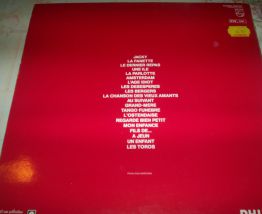 JACKY
LA FANETTE
LE DERNIER REPAS
UNE ILE
LA PARLOTTE
AMSTERDAM
L'AGE IDIOT
LES DESESPERES
LES BERGERS
LA CHANSON DES VIEUX AMANTS
AU SUIVANT
GRAND-MERE
TANGO FUNEBRE
L'OSTENDAISE
REGARDE BIEN PETIT
MON ENFANCE
FILS DE...
A JEUN
UN ENFANT
LES TOROS